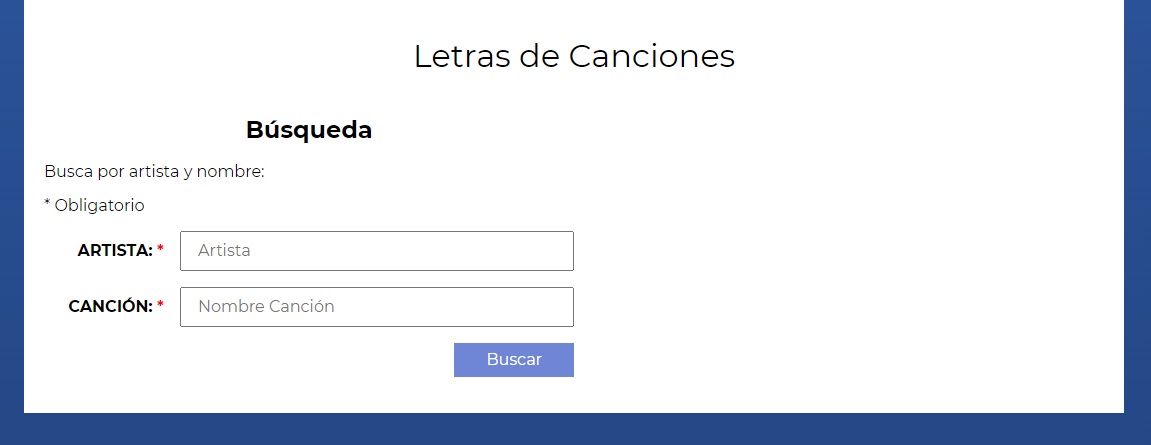 Letras de Canciones
Búsqueda
Busca por artista y nombre:
* Obligatorio
ARTISTA: * Artista
CANCIÓN: * Nombre Canción
Buscar